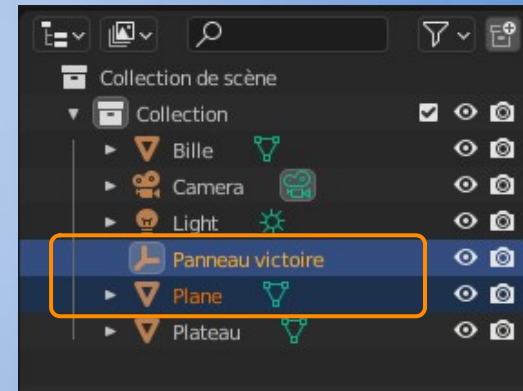 Collection de scène
Collection
Bille
Camera
Light
Panneau victoire
Plane
Plateau